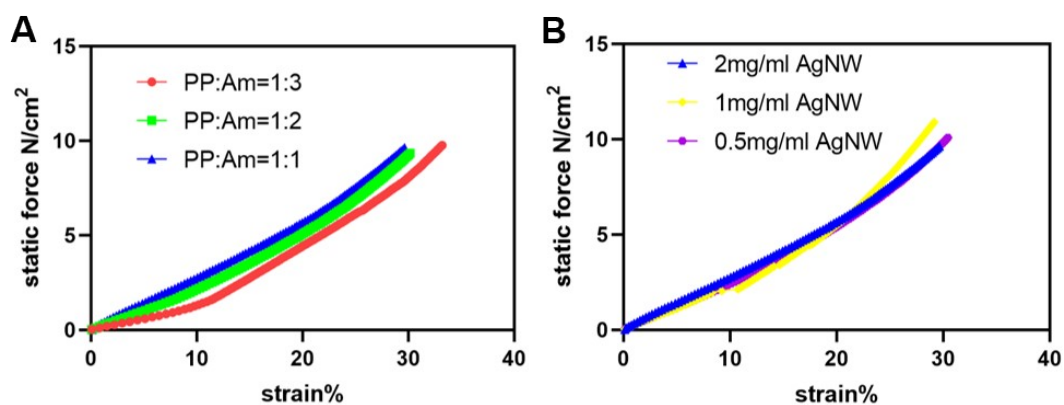 A
15
10
5
0
static force N/cm²
PP:Am=1:3
PP:Am=1:2
PP:Am=1:1
0 10 20 30 40
strain%
B
15
10
5
0
static force N/cm²
2mg/ml AgNW
1mg/ml AgNW
0.5mg/ml AgNW
0 10 20 30 40
strain%